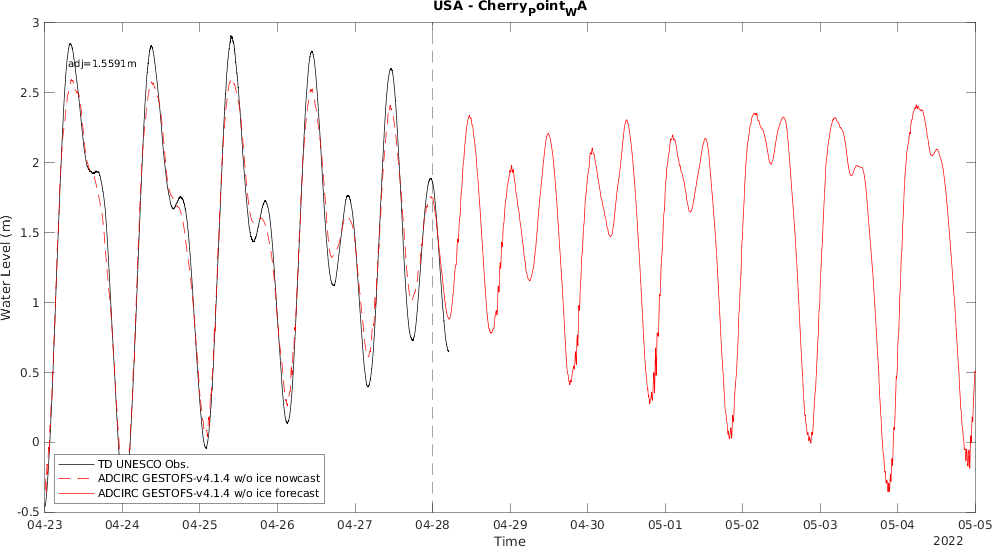 USA - CherryPointWA
adj=1.5591m
Water Level (m)
3
2.5
2
1.5
1
0.5
0
-0.5
TD UNESCO Obs.
ADCIRC GESTOFS-v4.1.4 w/o ice nowcast
ADCIRC GESTOFS-v4.1.4 w/o ice forecast
04-23 04-24 04-25 04-26 04-27 04-28 04-29 04-30 05-01 05-02 05-03 05-04 05-05
Time
2022